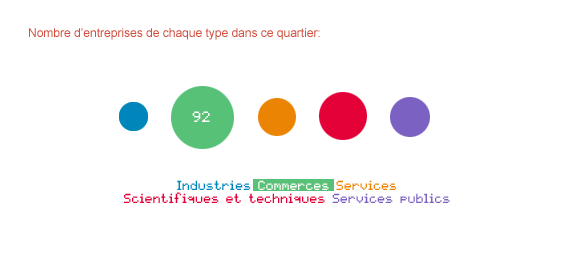 Nombre d'entreprises de chaque type dans ce quartier:
92
Industries Commerces Services
Scientifiques et techniques Services publics